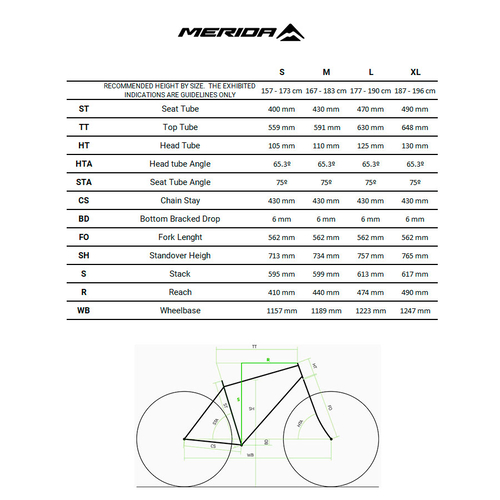 MERIDA
S M L XL
RECOMMENDED HEIGHT BY SIZE. THE EXHIBITED
INDICATIONS ARE GUIDELINES ONLY
157 - 173 cm 167 - 183 cm 177 - 190 cm 187 - 196 cm
ST Seat Tube 400 mm 430 mm 470 mm 490 mm
TT Top Tube 559 mm 591 mm 630 mm 648 mm
HT Head Tube 105 mm 110 mm 125 mm 130 mm
HTA Head tube Angle 65.3º 65.3º 65.3º 65.3º
STA Seat Tube Angle 75º 75º 75º 75º
CS Chain Stay 430 mm 430 mm 430 mm 430 mm
BD Bottom Bracked Drop 6 mm 6 mm 6 mm 6 mm
FO Fork Lenght 562 mm 562 mm 562 mm 562 mm
SH Standover Heigh 713 mm 734 mm 757 mm 765 mm
S Stack 595 mm 599 mm 613 mm 617 mm
R Reach 410 mm 440 mm 474 mm 490 mm
WB Wheelbase 1157 mm 1189 mm 1223 mm 1247 mm
TT
R
HT
S
ST
SH
FO
STA
HTA
BD
CS
WB